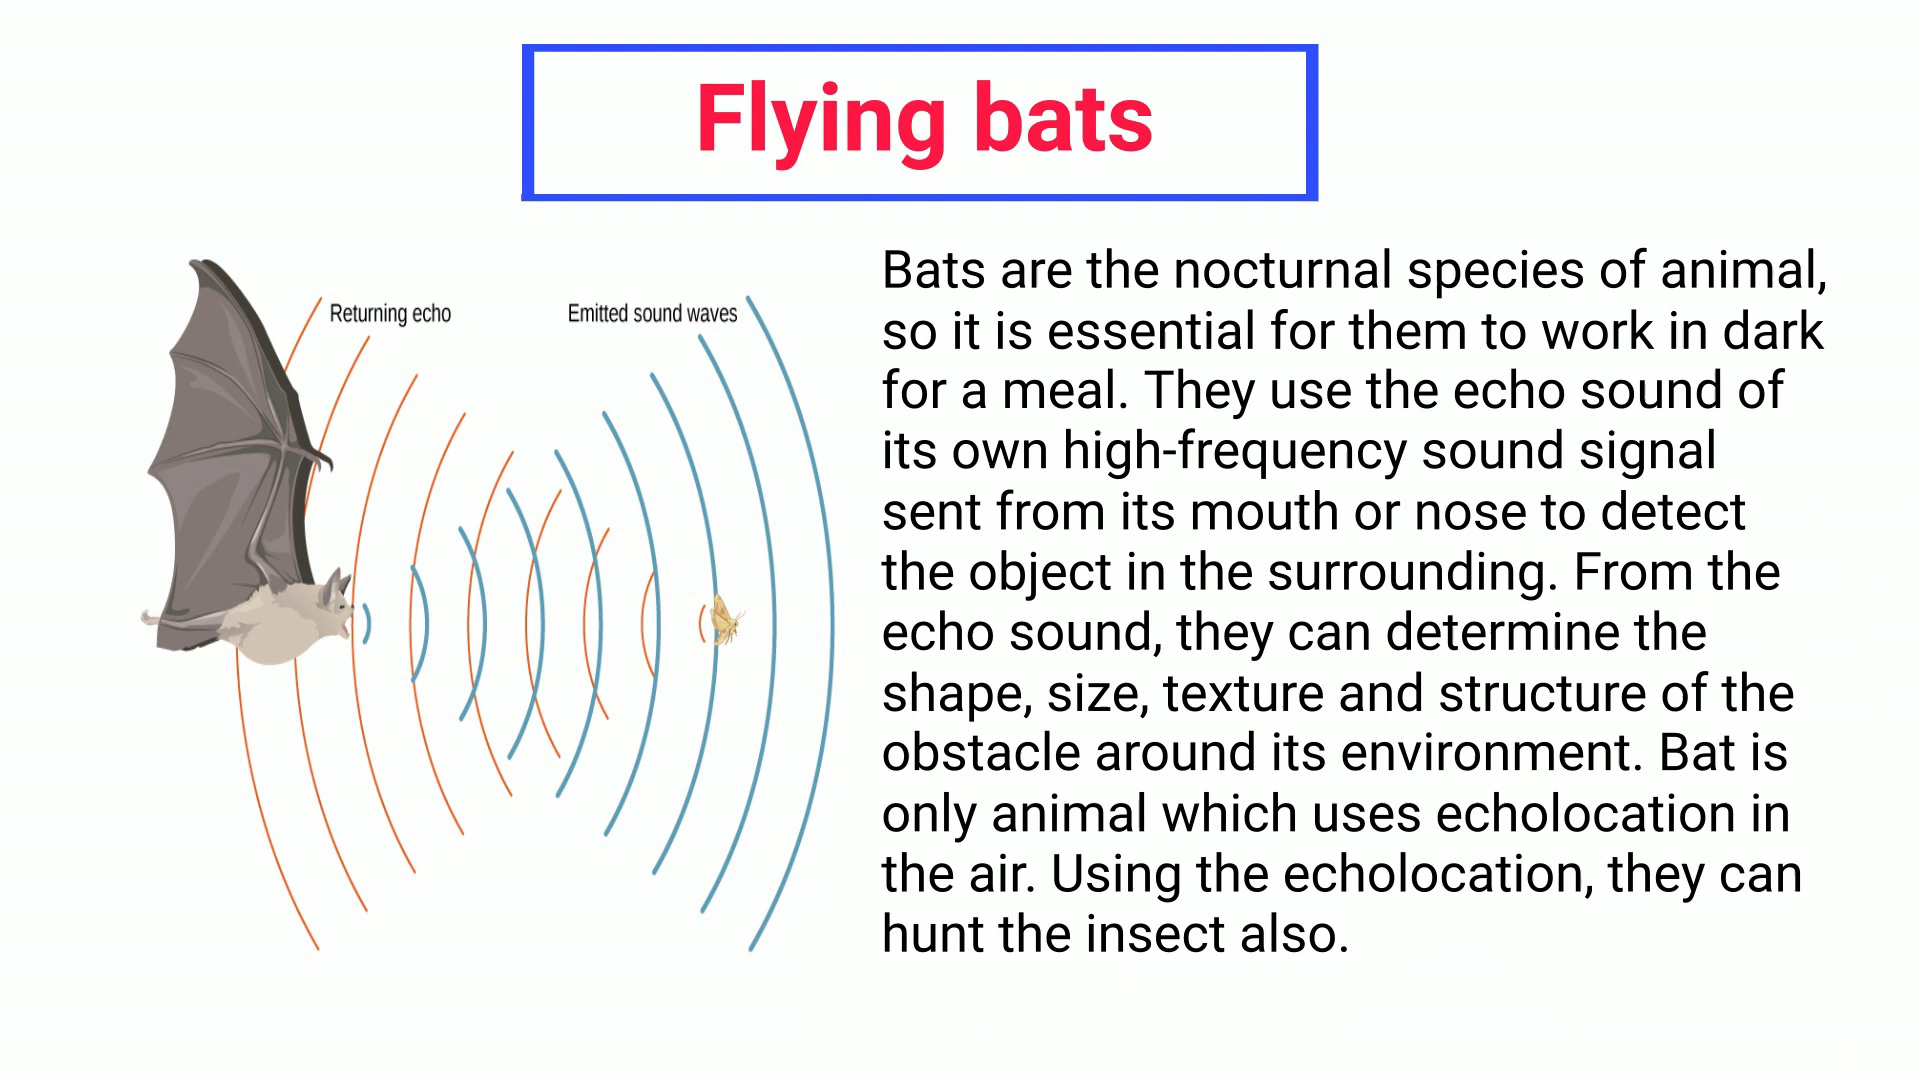 Flying bats
Returning echo
Emitted sound waves
Bats are the nocturnal species of animal,
so it is essential for them to work in dark
for a meal. They use the echo sound of
its own high-frequency sound signal
sent from its mouth or nose to detect
the object in the surrounding. From the
echo sound, they can determine the
shape, size, texture and structure of the
obstacle around its environment. Bat is
only animal which uses echolocation in
the air. Using the echolocation, they can
hunt the insect also.